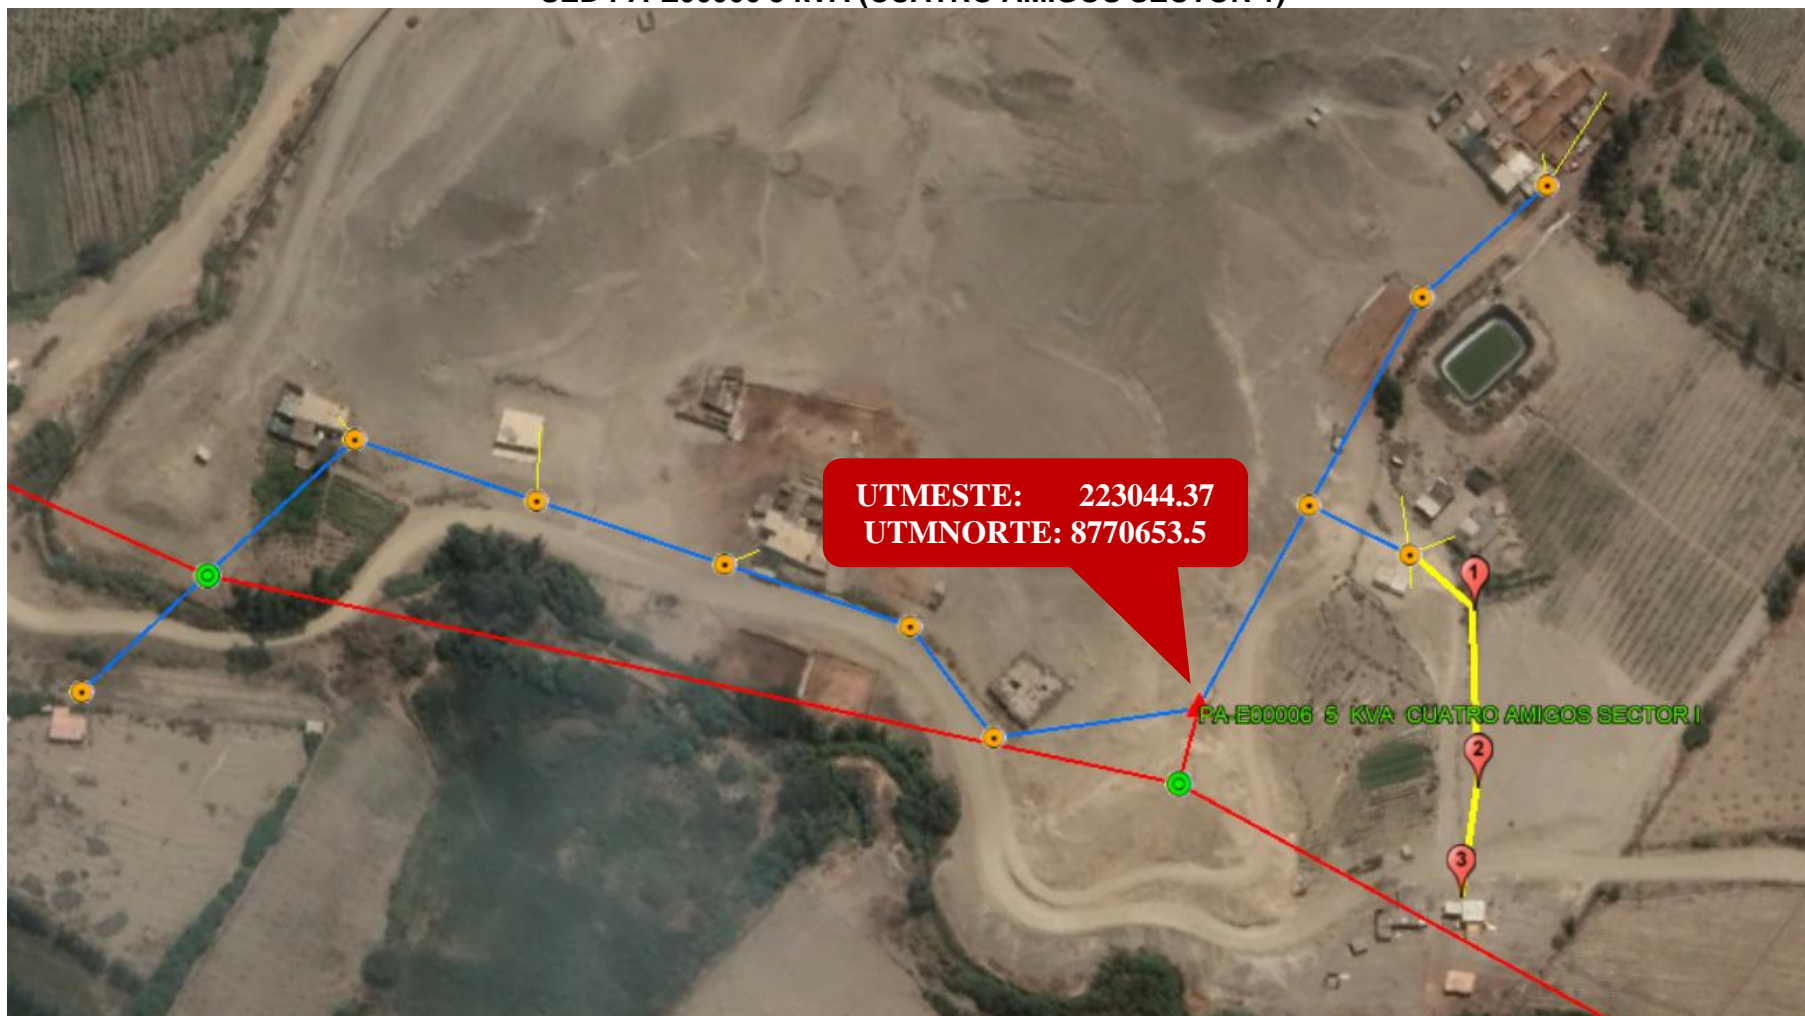 UTMESTE: 223044.37
UTMNORTE: 8770653.5
PA-E00006 5 KVA CUATRO AMIGOS SECTOR I
1
2
3